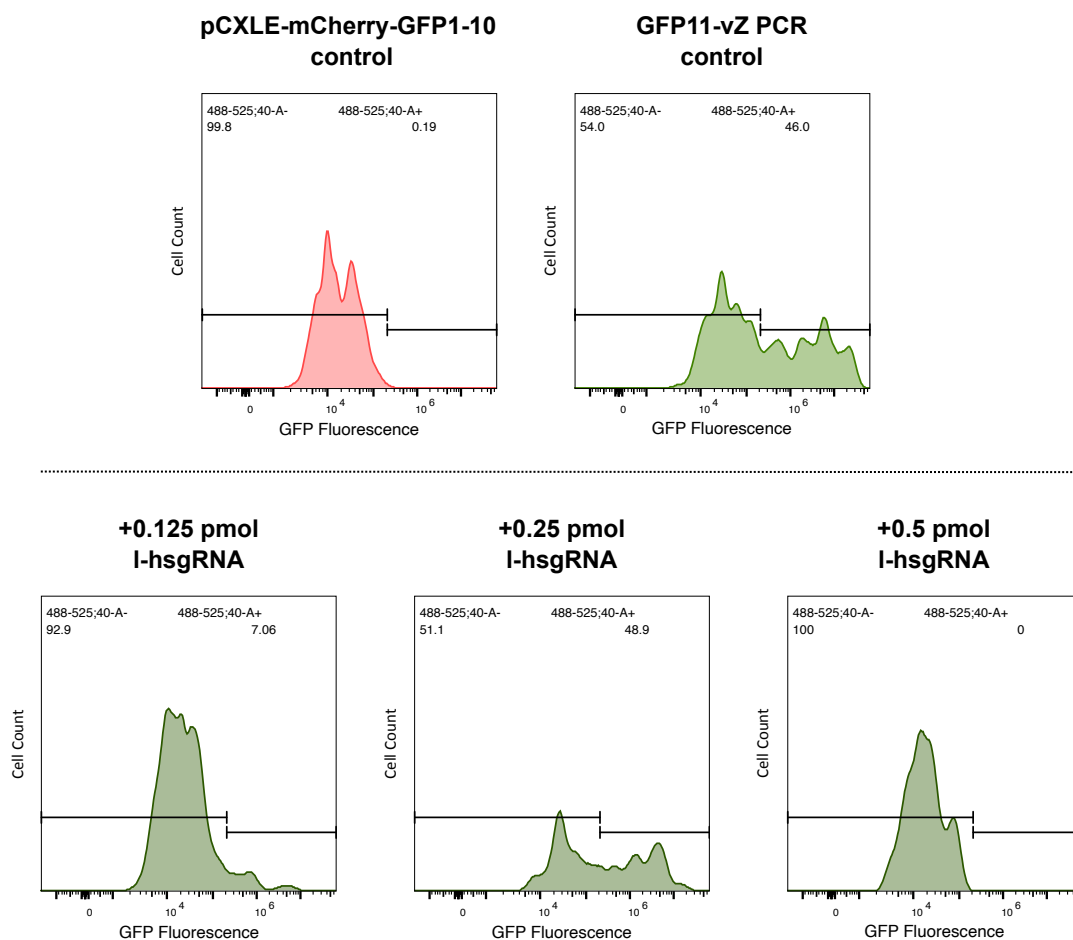 pCXLE-mCherry-GFP1-10
control
GFP11-vZ PCR
control
488-525;40-A-
488-525;40-A+
99.8
0.19
Cell Count
0
10 4
10 6
GFP Fluorescence
488-525;40-A-
488-525;40-A+
54.0
46.0
Cell Count
0
10 4
10 6
GFP Fluorescence
+0.125 pmol
l-hsgRNA
+0.25 pmol
l-hsgRNA
+0.5 pmol
l-hsgRNA
488-525;40-A-
488-525;40-A+
92.9
7.06
Cell Count
0
10 4
10 6
GFP Fluorescence
488-525;40-A-
488-525;40-A+
51.1
48.9
Cell Count
0
10 4
10 6
GFP Fluorescence
488-525;40-A-
488-525;40-A+
100
0
Cell Count
0
10 4
10 6
GFP Fluorescence